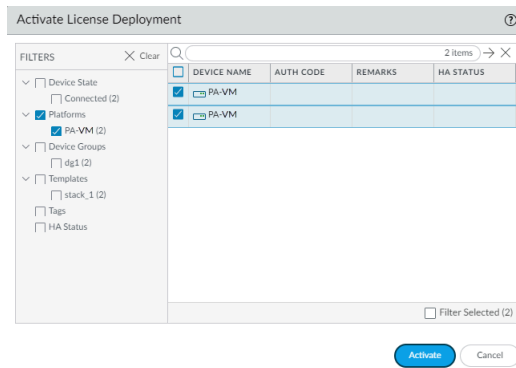 Activate License Deployment
FILTERS
Clear
2 items
Device State
Connected (2)
Platforms
PA-VM (2)
Device Groups
dg1 (2)
Templates
stack_1 (2)
Tags
HA Status
DEVICE NAME AUTH CODE REMARKS HA STATUS
PA-VM
PA-VM
Filter Selected (2)
Activate Cancel